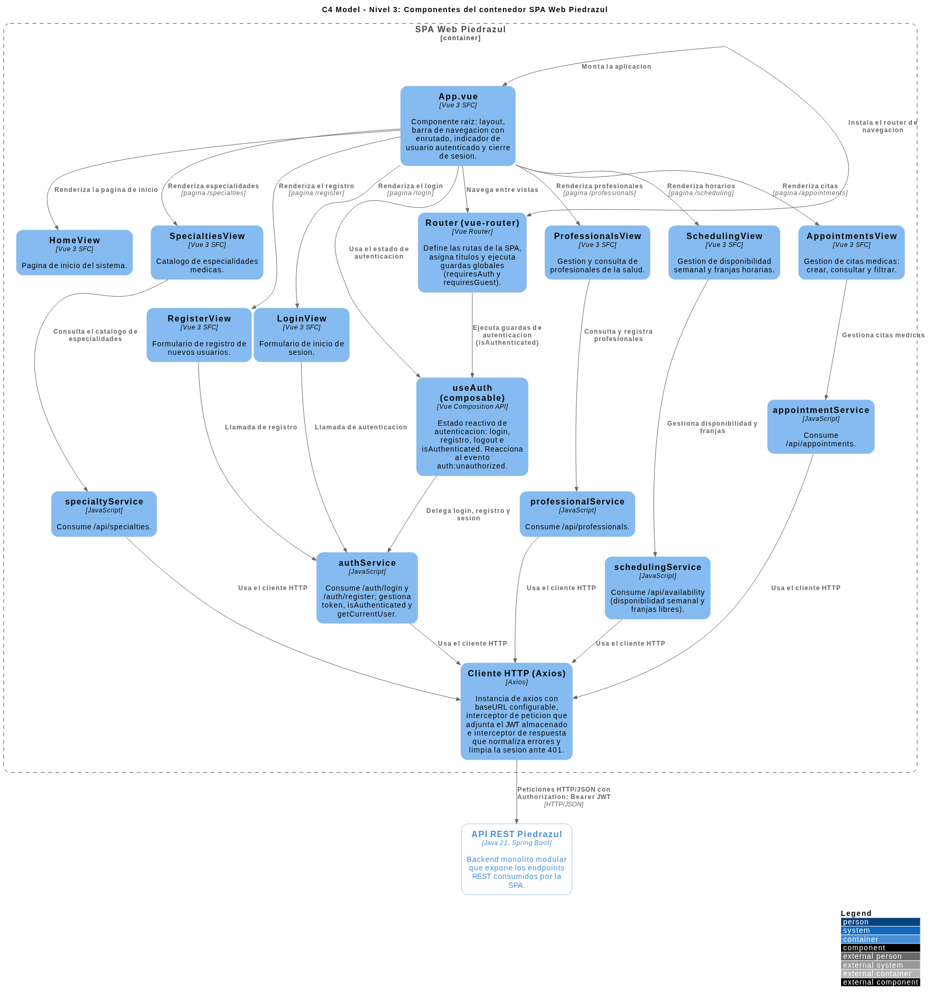 C4 Model - Nivel 3: Componentes del contenedor SPA Web Piedrazul
SPA Web Piedrazul
[container]
Monta la aplicacion
Instala el router de
navegacion
App.vue
[Vue 3 SFC]
Componente raiz: layout,
barra de navegacion con
enrutado, indicador de
usuario autenticado y cierre
de sesion.
Renderiza la pagina de inicio
Renderiza especialidades
[pagina /specialties]
Renderiza el registro
[pagina /register]
Renderiza el login
[pagina /login]
Navega entre vistas
Renderiza profesionales
[pagina /professionals]
Renderiza horarios
[pagina /scheduling]
Renderiza citas
[pagina /appointments]
HomeView
[Vue 3 SFC]
Pagina de inicio del sistema.
SpecialtiesView
[Vue 3 SFC]
Catalogo de especialidades
medicas.
Usa el estado de
autenticacion
Router (vue-router)
[Vue Router]
Define las rutas de la SPA,
asigna títulos y ejecuta
guardas globales
(requiresAuth y
requiresGuest).
ProfessionalsView
[Vue 3 SFC]
Gestion y consulta de
profesionales de la salud.
SchedulingView
[Vue 3 SFC]
Gestion de disponibilidad
semanal y franjas horarias.
AppointmentsView
[Vue 3 SFC]
Gestion de citas medicas:
crear, consultar y filtrar.
Consulta el catalogo de
especialidades
RegisterView
[Vue 3 SFC]
Formulario de registro de
nuevos usuarios.
LoginView
[Vue 3 SFC]
Formulario de inicio de
sesion.
Ejecuta guardas de
autenticacion
(isAuthenticated)
Consulta y registra
profesionales
Gestiona citas medicas
Llamada de registro
Llamada de autenticacion
useAuth
(composable)
[Vue Composition API]
Estado reactivo de
autenticacion: login,
registro, logout e
isAuthenticated. Reacciona
al evento
auth:unauthorized.
Gestiona disponibilidad y
franjas
appointmentService
[JavaScript]
Consume
/api/appointments.
specialtyService
[JavaScript]
Consume /api/specialties.
Delega login, registro y
sesion
professionalService
[JavaScript]
Consume /api/professionals.
Usa el cliente HTTP
authService
[JavaScript]
Consume /auth/login y
/auth/register; gestiona
token, isAuthenticated y
getCurrentUser.
Usa el cliente HTTP
schedulingService
[JavaScript]
Consume /api/availability
(disponibilidad semanal y
franjas libres).
Usa el cliente HTTP
Usa el cliente HTTP
Usa el cliente HTTP
Cliente HTTP (Axios)
[Axios]
Instancia de axios con
baseURL configurable,
interceptor de peticion que
adjunta el JWT almacenado
e interceptor de respuesta
que normaliza errores y
limpia la sesion ante 401.
Peticiones HTTP/JSON con
Authorization: Bearer JWT
[HTTP/JSON]
API REST Piedrazul
[Java 21, Spring Boot]
Backend monolito modular
que expone los endpoints
REST consumidos por la
SPA.
Legend
person
system
container
component
external person
external system
external container
external component